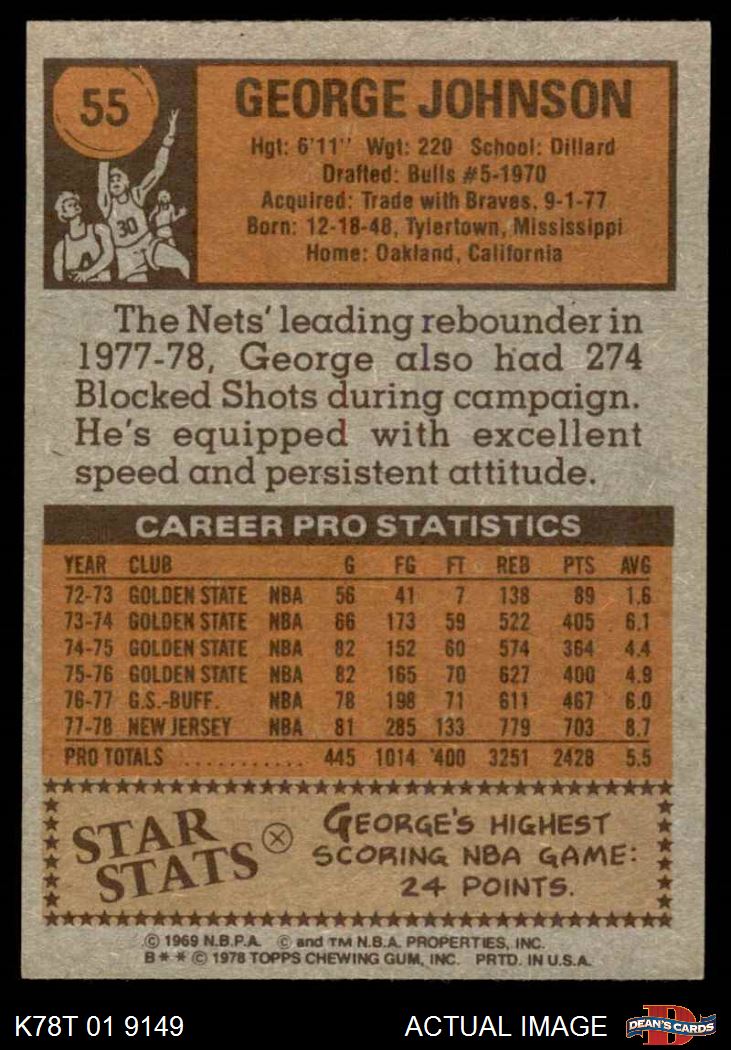 55
GEORGE JOHNSON
Hgt: 6'11" Wgt: 220 School: Dillard
Drafted: Bulls #5-1970
Acquired: Trade with Braves, 9-1-77
Born: 12-18-48, Tylertown, Mississippi
Home: Oakland, California
30
The Nets' leading rebounder in
1977-78, George also had 274
Blocked Shots during campaign.
He's equipped with excellent
speed and persistent attitude.
CAREER PRO STATISTICS
YEAR CLUB G FG FT REB PTS AVG
72-73 GOLDEN STATE NBA 56 41 7 138 89 1.6
73-74 GOLDEN STATE NBA 66 173 59 522 405 6.1
74-75 GOLDEN STATE NBA 82 152 60 574 364 4.4
75-76 GOLDEN STATE NBA 82 165 70 627 400 4.9
76-77 G.S.-BUFF. NBA 78 198 71 611 467 6.0
77-78 NEW JERSEY NBA 81 285 133 779 703 8.7
PRO TOTALS ........... 445 1014 '400 3251 2428 5.5
STAR
STATS
GEORGE'S HIGHEST
SCORING NBA GAME:
24 POINTS.
© 1969 N.B.P.A. © and TM N.B.A. PROPERTIES, INC.
B** © 1978 TOPPS CHEWING GUM, INC. PRTD. IN U.S.A.
K78T 01 9149
ACTUAL IMAGE
D
DEAN'S CARDS